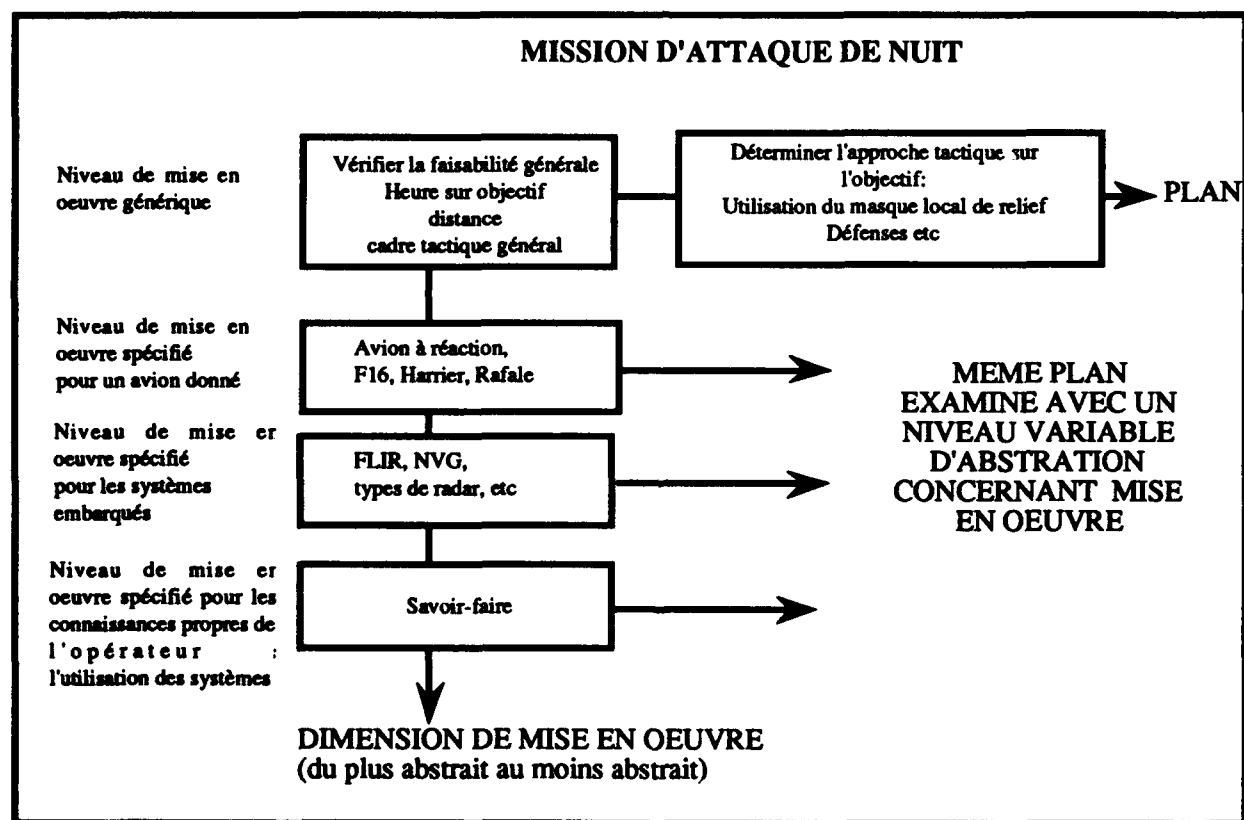 MISSION D'ATTAQUE DE NUIT
Niveau de mise en
oeuvre générique
Vérifier la faisabilité générale
Heure sur objectif
distance
cadre tactique général
Déterminer l'approche tactique sur
l'objectif:
Utilisation du masque local de relief
Défenses etc
PLAN
Niveau de mise en
oeuvre spécifié
pour un avion donné
Avion à réaction,
F16, Harrier, Rafale
Niveau de mise er
oeuvre spécifié
pour les systèmes
embarqués
FLIR, NVG,
types de radar, etc
MEME PLAN
EXAMINE AVEC UN
NIVEAU VARIABLE
D'ABSTRATION
CONCERNANT MISE
EN OEUVRE
Niveau de mise er
oeuvre spécifié pour les
connaissances propres de
l'opérateur :
l'utilisation des systèmes
Savoir-faire
DIMENSION DE MISE EN OEUVRE
(du plus abstrait au moins abstrait)